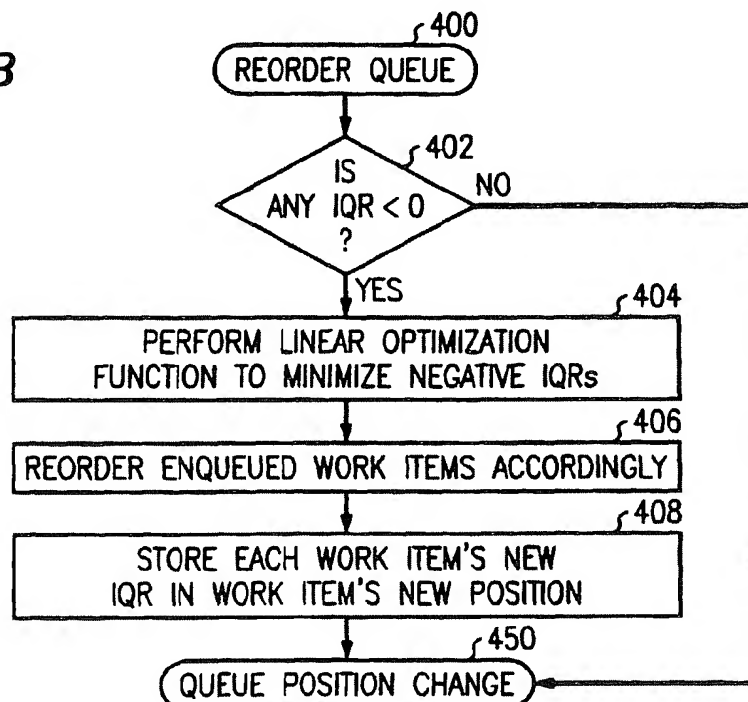 3
400
REORDER QUEUE
402
IS
ANY IQR < 0
?
NO
YES
404
PERFORM LINEAR OPTIMIZATION
FUNCTION TO MINIMIZE NEGATIVE IQRs
406
REORDER ENQUEUED WORK ITEMS ACCORDINGLY
408
STORE EACH WORK ITEM'S NEW
IQR IN WORK ITEM'S NEW POSITION
450
QUEUE POSITION CHANGE